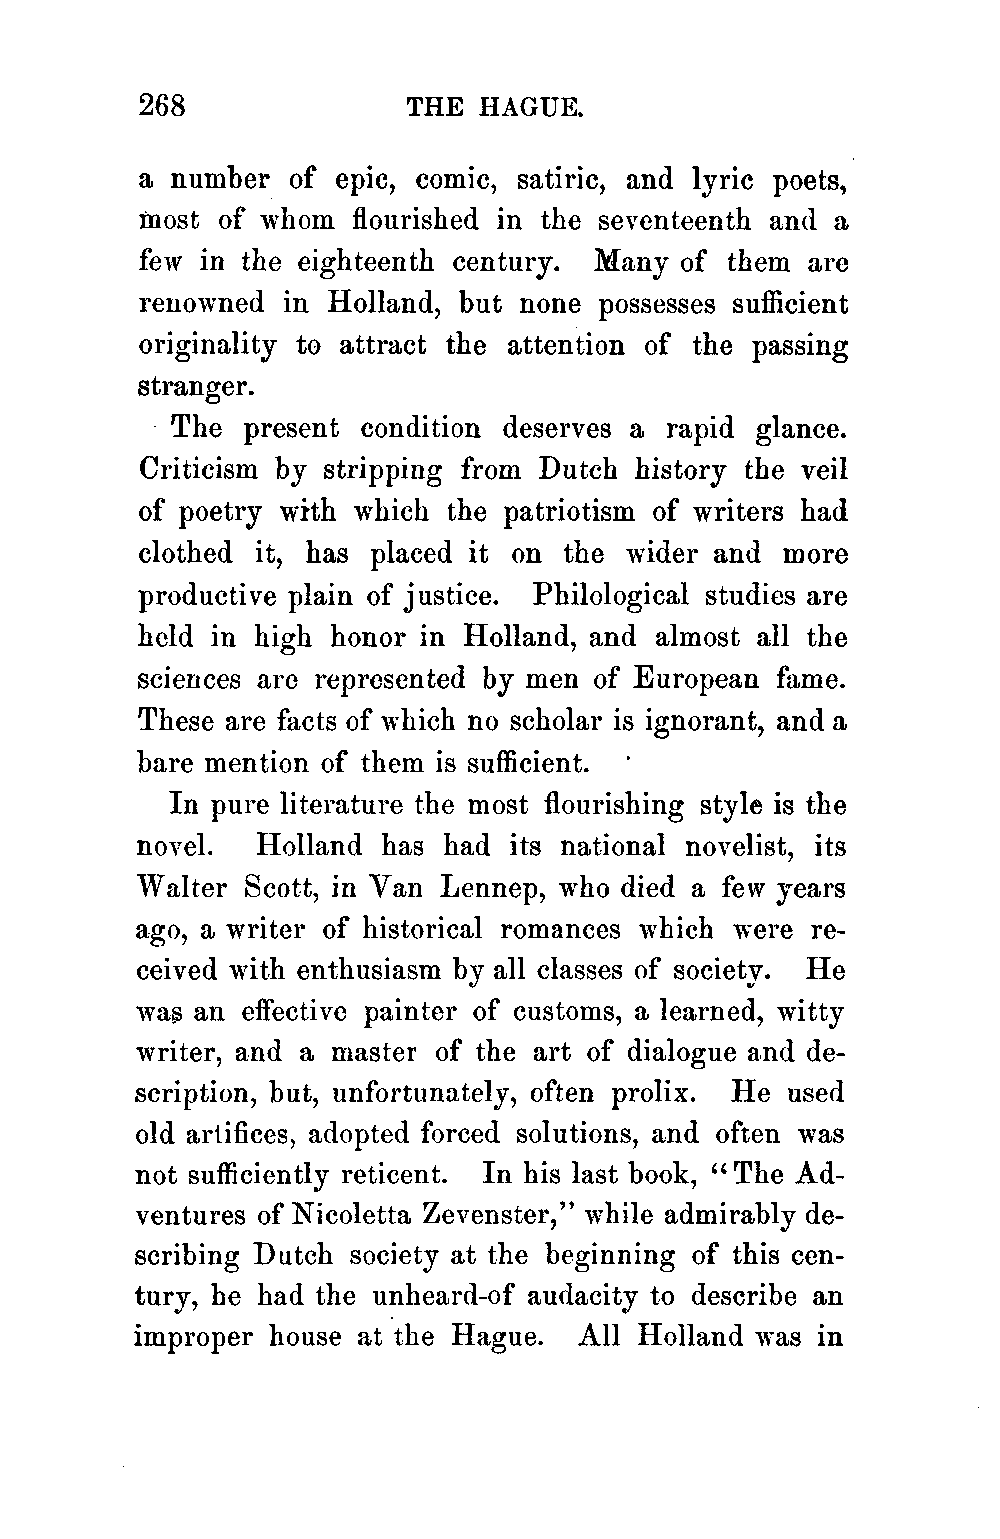 268 THE HAGUE.
a number of epic, comic, satiric, and lyric poets,
most of whom flourished in the seventeenth and a
few in the eighteenth century. Many of them are
renowned in Holland, but none possesses sufficient
originality to attract the attention of the passing
stranger.
The present condition deserves a rapid glance.
Criticism by stripping from Dutch history the veil
of poetry with which the patriotism of writers had
clothed it, has placed it on the wider and more
productive plain of justice. Philological studies are
held in high honor in Holland, and almost all the
sciences are represented by men of European fame.
These are facts of which no scholar is ignorant, and a
bare mention of them is sufficient.
In pure literature the most flourishing style is the
novel. Holland has had its national novelist, its
Walter Scott, in Van Lennep, who died a few years
ago, a writer of historical romances which were re-
ceived with enthusiasm by all classes of society. He
was an effective painter of customs, a learned, witty
writer, and a master of the art of dialogue and de-
scription, but, unfortunately, often prolix. He used
old artifices, adopted forced solutions, and often was
not sufficiently reticent. In his last book, "The Ad-
ventures of Nicoletta Zevenster," while admirably de-
scribing Dutch society at the beginning of this cen-
tury, he had the unheard-of audacity to describe an
improper house at the Hague. All Holland was in